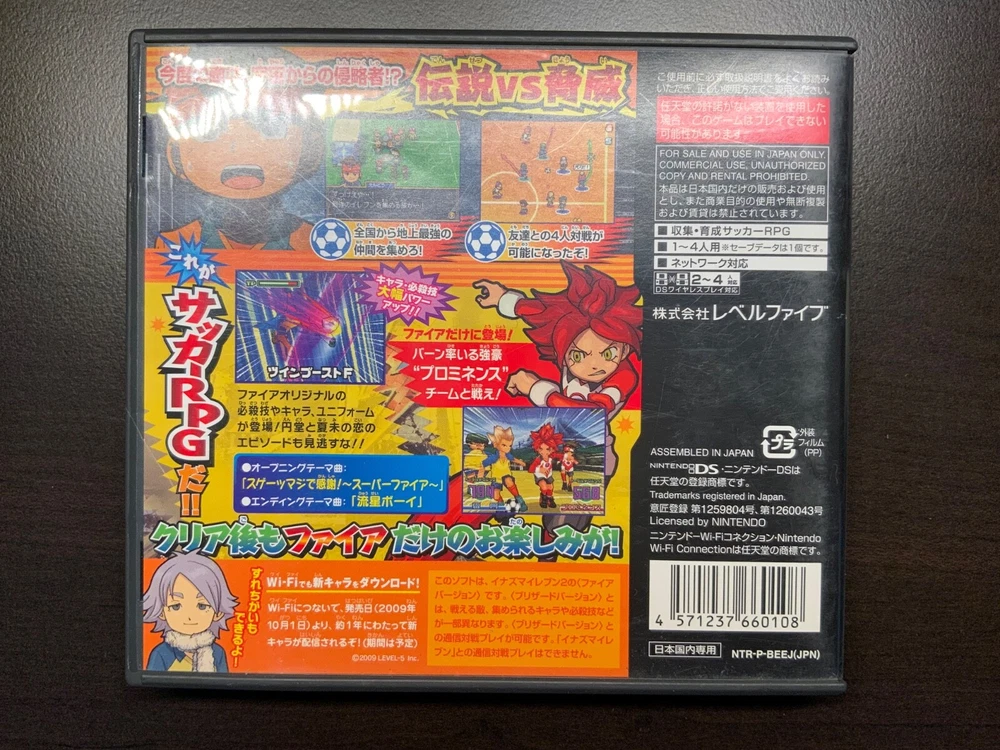 からの侵略者!?
伝説vs脅威
全国から地上最強の
仲間を集めろ!
友達との4人対戦が
可能になったぞ!
これが
サッカーRPGだ!!
キャラ・必殺技
大幅パワー
アップ!!
ツインブーストF
ファイアだけに登場!
バーン率いる強豪
“プロミネンス”
チームと戦え!
ファイアオリジナルの
必殺技やキャラ、ユニフォーム
が登場!円堂と夏未の恋の
エピソードも見逃すな!!
●オープニングテーマ曲:
「スゲーツマジで感謝!~スーパーファイア~」
●エンディングテーマ曲:「流星ボーイ」
クリア後もファイアだけのお楽しみが!
すれちがいも
できるよ!
Wi-Fiでも新キャラをダウンロード!
Wi-Fiにつないで、発売日(2009年
10月1日)より、約1年にわたって新
キャラが配信されるぞ!(期間は予定)
©2009 LEVEL-5 Inc.
このソフトは、イナズマイレブン2の〈ファイア
バージョン〉です。〈ブリザードバージョン〉と
は、戦える敵、集められるキャラや必殺技など
が一部異なります。〈ブリザードバージョン〉と
の通信対戦プレイが可能です。「イナズマイレ
ブン」との通信対戦プレイはできません。
ご使用前に必ず取扱説明書をよくお読み
いただき、正しい使用方法でご使用ください。
任天堂の許諾がない装置を使用した
場合、このゲームはプレイできない
可能性があります。
FOR SALE AND USE IN JAPAN ONLY.
COMMERCIAL USE, UNAUTHORIZED
COPY AND RENTAL PROHIBITED.
本品は日本国内だけの販売および使用
とし、また商業目的の使用や無断複製
および賃貸は禁止されています。
■収集・育成サッカーRPG
■1~4人用※セーブデータは1個です。
■ネットワーク対応
2~4人対応
DSワイヤレスプレイ対応
株式会社レベルファイブ
ASSEMBLED IN JAPAN
プラ
外装
フィルム
(PP)
NINTENDO DS・ニンテンドーDSは
任天堂の登録商標です。
Trademarks registered in Japan.
意匠登録 第1259804号、第1260043号
Licensed by NINTENDO
ニンテンドーWi-Fiコネクション・Nintendo
Wi-Fi Connectionは任天堂の商標です。
4 571237 660108
日本国内専用
NTR-P-BEEJ(JPN)